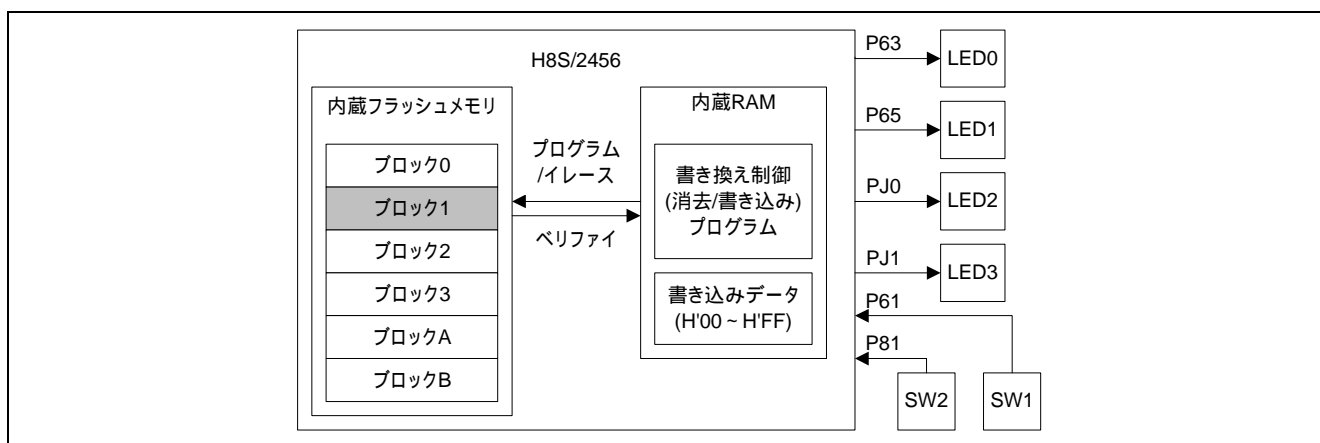 H8S/2456
内蔵フラッシュメモリ
ブロック0
ブロック1
ブロック2
ブロック3
ブロックA
ブロックB
プログラム
/イレース
ベリファイ
内蔵RAM
書き換え制御
(消去/書き込み)
プログラム
書き込みデータ
(H'00 ~ H'FF)
P63
LED0
P65
LED1
PJ0
LED2
PJ1
LED3
P61
P81
SW2
SW1